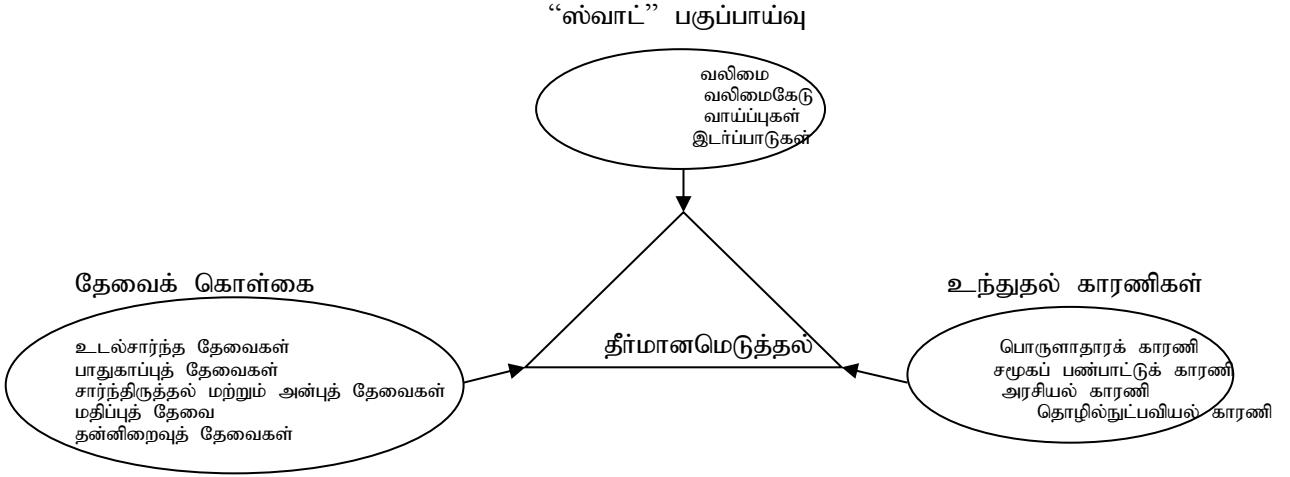 “ஸ்வாட்” பகுப்பாய்வு
வலிமை
வலிமைகேடு
வாய்ப்புகள்
இடர்ப்பாடுகள்
தேவைக் கொள்கை
உடல்சார்ந்த தேவைகள்
பாதுகாப்புத் தேவைகள்
சார்ந்திருத்தல் மற்றும் அன்புத் தேவைகள்
மதிப்புத் தேவை
தன்னிறைவுத் தேவைகள்
தீர்மானமெடுத்தல்
உந்துதல் காரணிகள்
பொருளாதாரக் காரணி
சமூகப் பண்பாட்டுக் காரணி
அரசியல் காரணி
தொழில்நுட்பவியல் காரணி